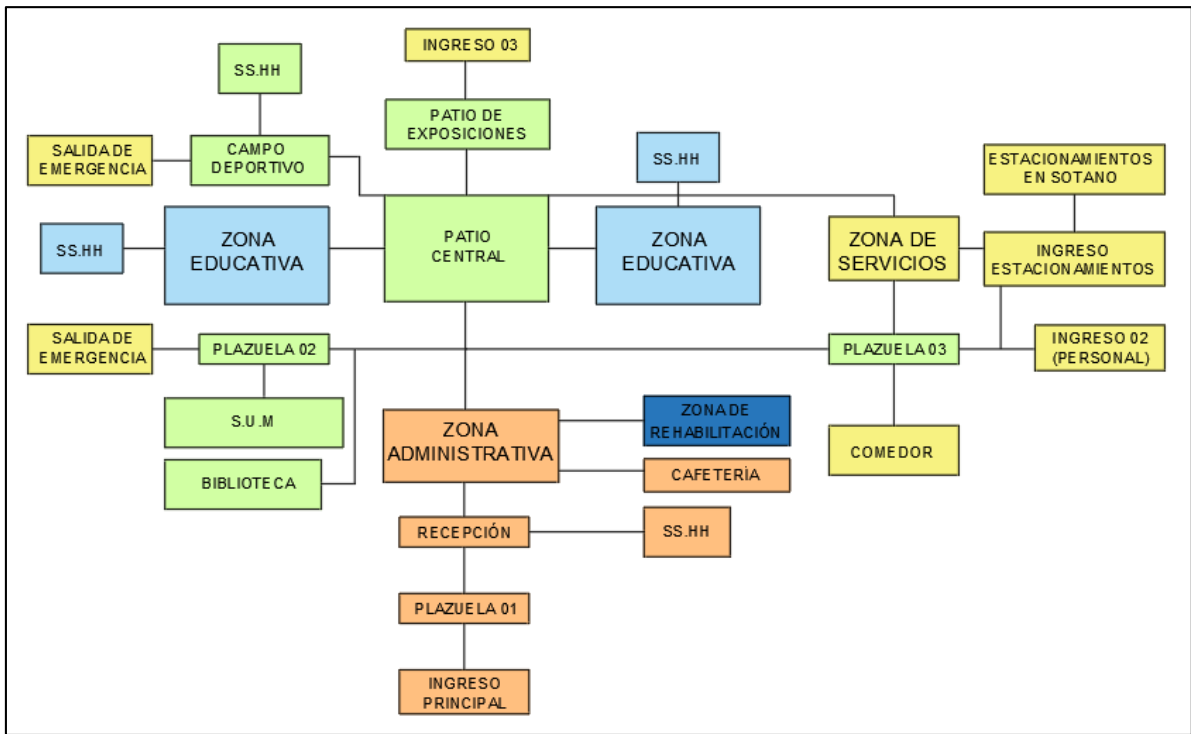 INGRESO 03
SS.HH
PATIO DE
EXPOSICIONES
SALIDA DE
EMERGENCIA
CAMPO
DEPORTIVO
SS.HH
ESTACIONAMIENTOS
EN SOTANO
SS.HH
ZONA
EDUCATIVA
PATIO
CENTRAL
ZONA
EDUCATIVA
ZONA DE
SERVICIOS
INGRESO
ESTACIONAMIENTOS
SALIDA DE
EMERGENCIA
PLAZUELA 02
PLAZUELA 03
INGRESO 02
(PERSONAL)
S.U.M
ZONA
ADMINISTRATIVA
ZONA DE
REHABILITACIÓN
COMEDOR
BIBLIOTECA
CAFETERÍA
RECEPCIÓN
SS.HH
PLAZUELA 01
INGRESO
PRINCIPAL